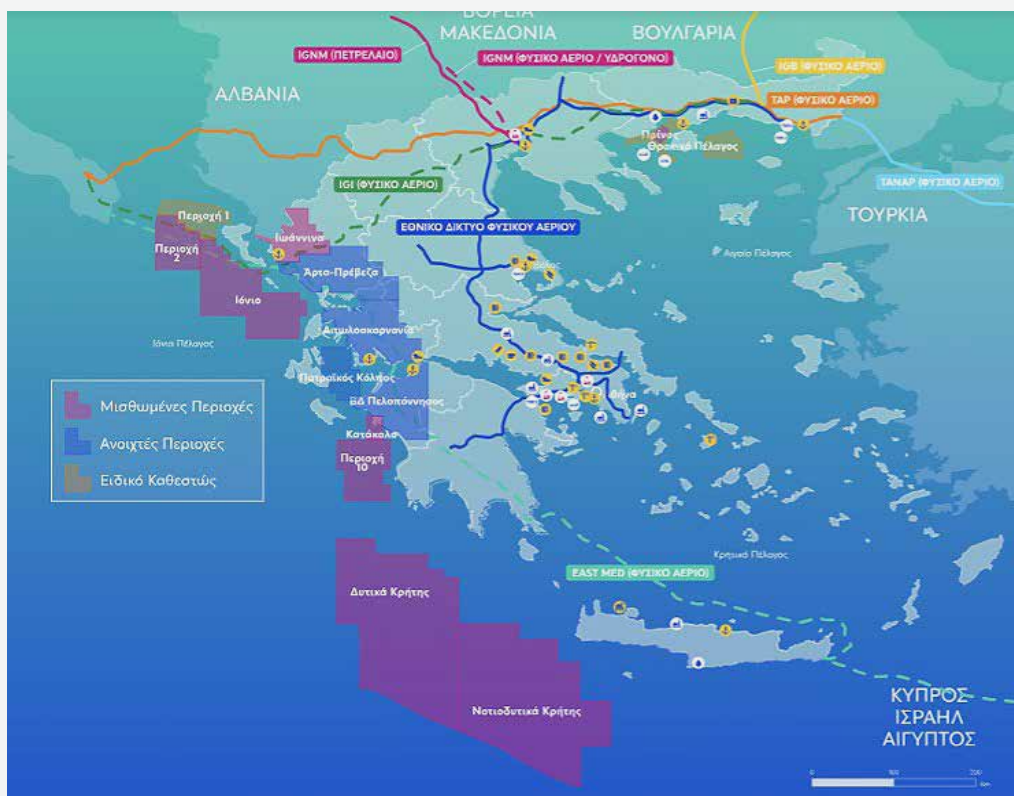 ΒΟΡΕΙΑ
ΜΑΚΕΔΟΝΙΑ
ΒΟΥΛΓΑΡΙΑ
IGNM (ΠΕΤΡΕΛΑΙΟ)
IGNM (ΦΥΣΙΚΟ ΑΕΡΙΟ / ΥΔΡΟΓΟΝΟ)
IGB (ΦΥΣΙΚΟ ΑΕΡΙΟ)
ΑΛΒΑΝΙΑ
TAP (ΦΥΣΙΚΟ ΑΕΡΙΟ)
Πρίνος
Θρακικό Πέλαγος
IGI (ΦΥΣΙΚΟ ΑΕΡΙΟ)
TANAP (ΦΥΣΙΚΟ ΑΕΡΙΟ)
ΤΟΥΡΚΙΑ
Περιοχή 1
ΕΘΝΙΚΟ ΔΙΚΤΥΟ ΦΥΣΙΚΟΥ ΑΕΡΙΟΥ
Ιωάννινα
Περιοχή
2
Αιγαίο Πέλαγος
Άρτα-Πρέβεζα
Ιόνιο
Αιτωλοακαρνανία
Ιόνιο Πέλαγος
Πατραϊκός Κόλπος
ΒΔ Πελοπόννησος
Κατάκολο
Περιοχή
10
Μισθωμένες Περιοχές
Ανοιχτές Περιοχές
Ειδικό Καθεστώς
Κρητικό Πέλαγος
EAST MED (ΦΥΣΙΚΟ ΑΕΡΙΟ)
Δυτικά Κρήτης
Νοτιοδυτικά Κρήτης
ΚΥΠΡΟΣ
ΙΣΡΑΗΛ
ΑΙΓΥΠΤΟΣ
0 100 200